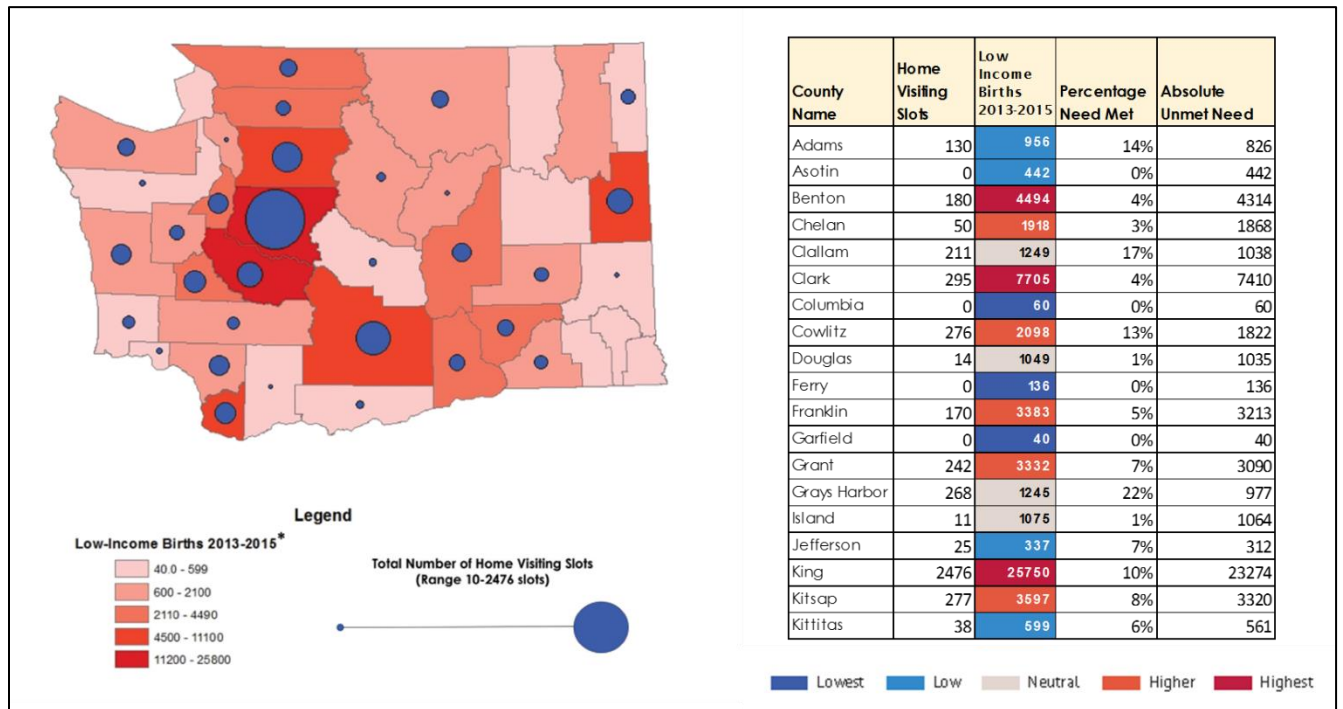 Legend
Low-Income Births 2013-2015*
40.0 - 599
600 - 2100
2110 - 4490
4500 - 11100
11200 - 25800
Total Number of Home Visiting Slots
(Range 10-2476 slots)
County Name Home Visiting Slots Low Income Births 2013-2015 Percentage Need Met Absolute Unmet Need
Adams 130 956 14% 826
Asotin 0 442 0% 442
Benton 180 4494 4% 4314
Chelan 50 1918 3% 1868
Clallam 211 1249 17% 1038
Clark 295 7705 4% 7410
Columbia 0 60 0% 60
Cowlitz 276 2098 13% 1822
Douglas 14 1049 1% 1035
Ferry 0 136 0% 136
Franklin 170 3383 5% 3213
Garfield 0 40 0% 40
Grant 242 3332 7% 3090
Grays Harbor 268 1245 22% 977
Island 11 1075 1% 1064
Jefferson 25 337 7% 312
King 2476 25750 10% 23274
Kitsap 277 3597 8% 3320
Kittitas 38 599 6% 561
Lowest Low Neutral Higher Highest